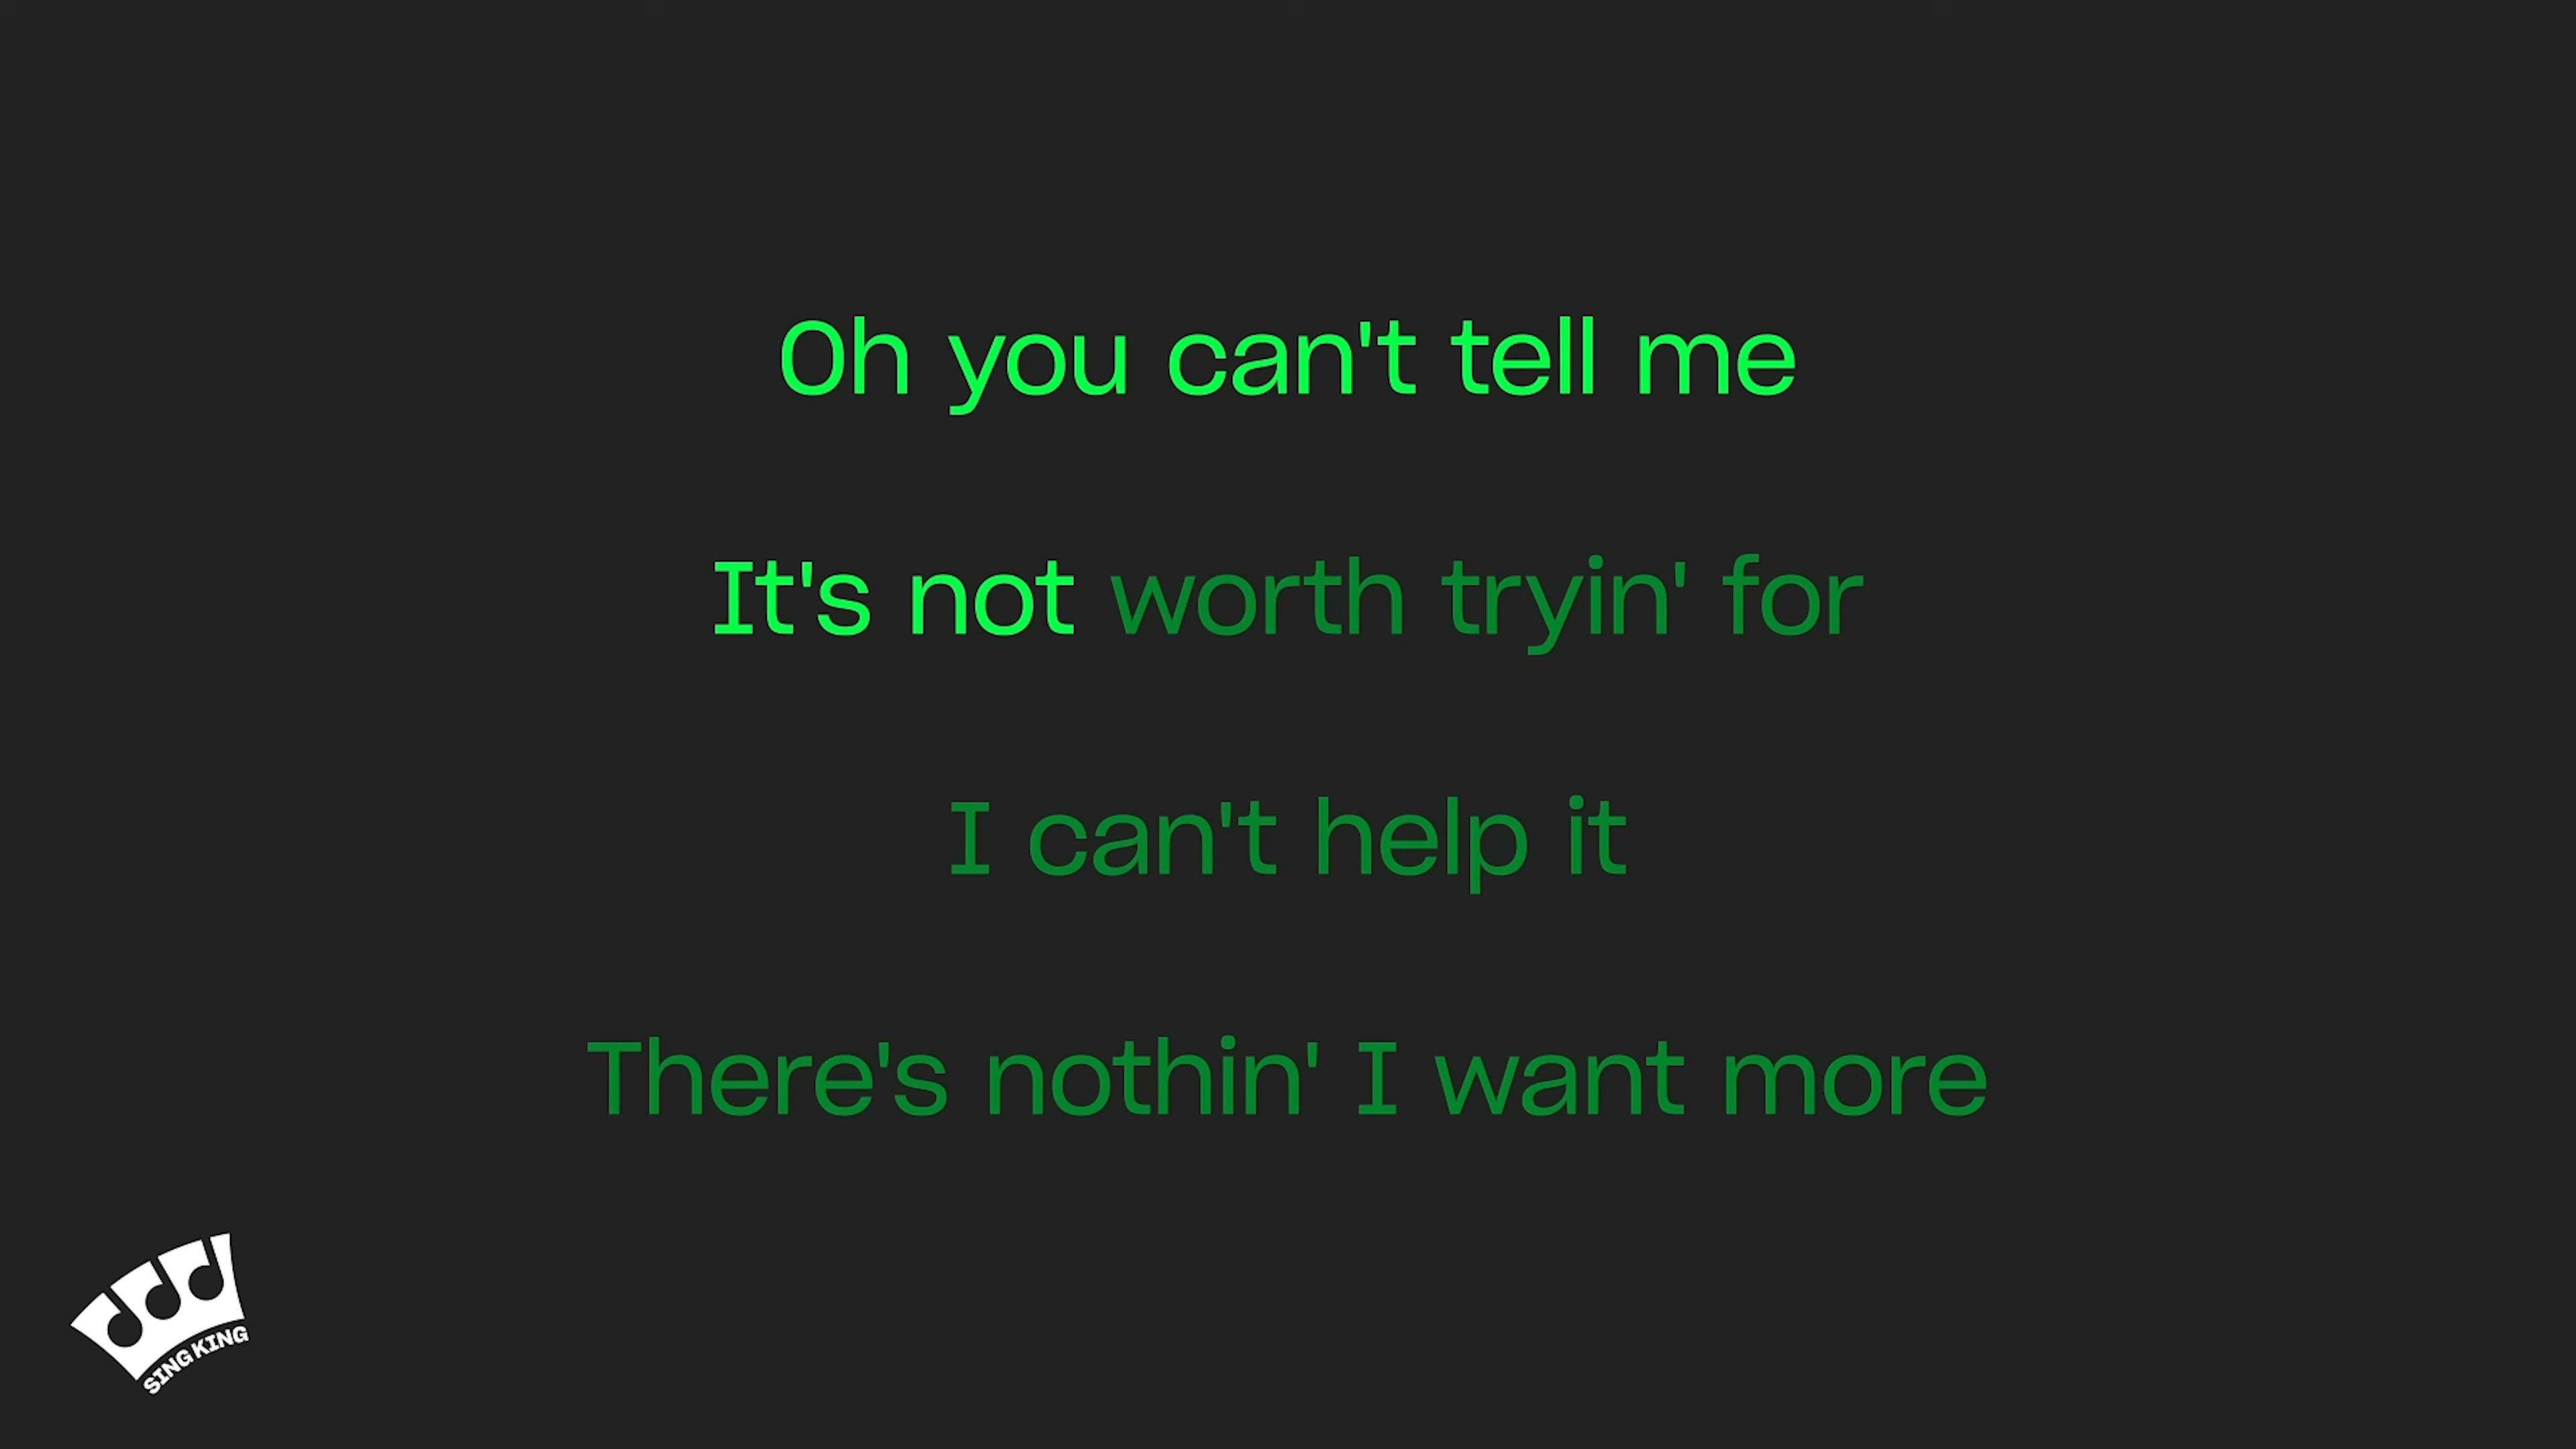 Oh you can't tell me
It's not worth tryin' for
I can't help it
There's nothin' I want more
SING KING